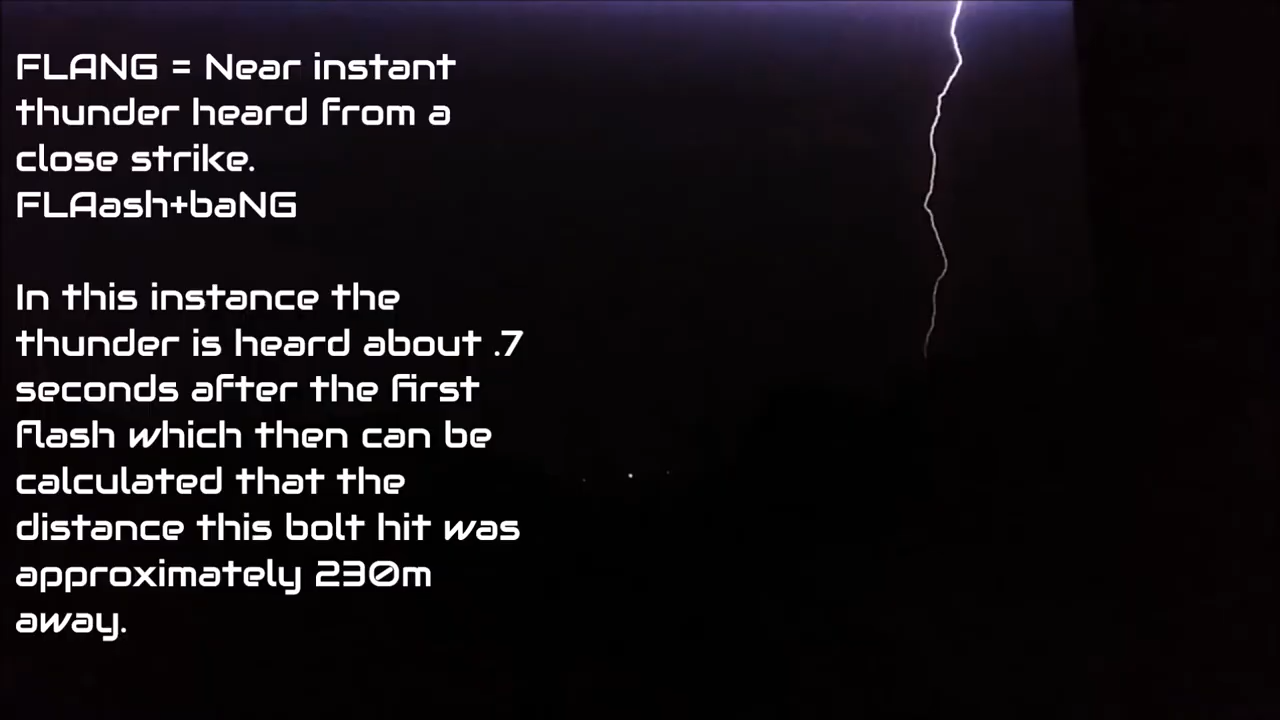 FLANG = Near instant
thunder heard from a
close strike.
FLAash+baNG
In this instance the
thunder is heard about .7
seconds after the first
flash which then can be
calculated that the
distance this bolt hit was
approximately 230m
away.